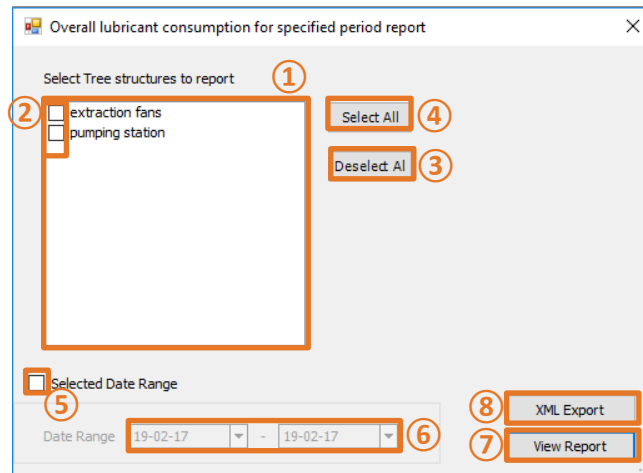 Overall lubricant consumption for specified period report
Select Tree structures to report ①
② extraction fans
pumping station
Select All ④
Deselect Al ③
Selected Date Range
⑤
Date Range 19-02-17 - 19-02-17 ⑥
⑧ XML Export
⑦ View Report